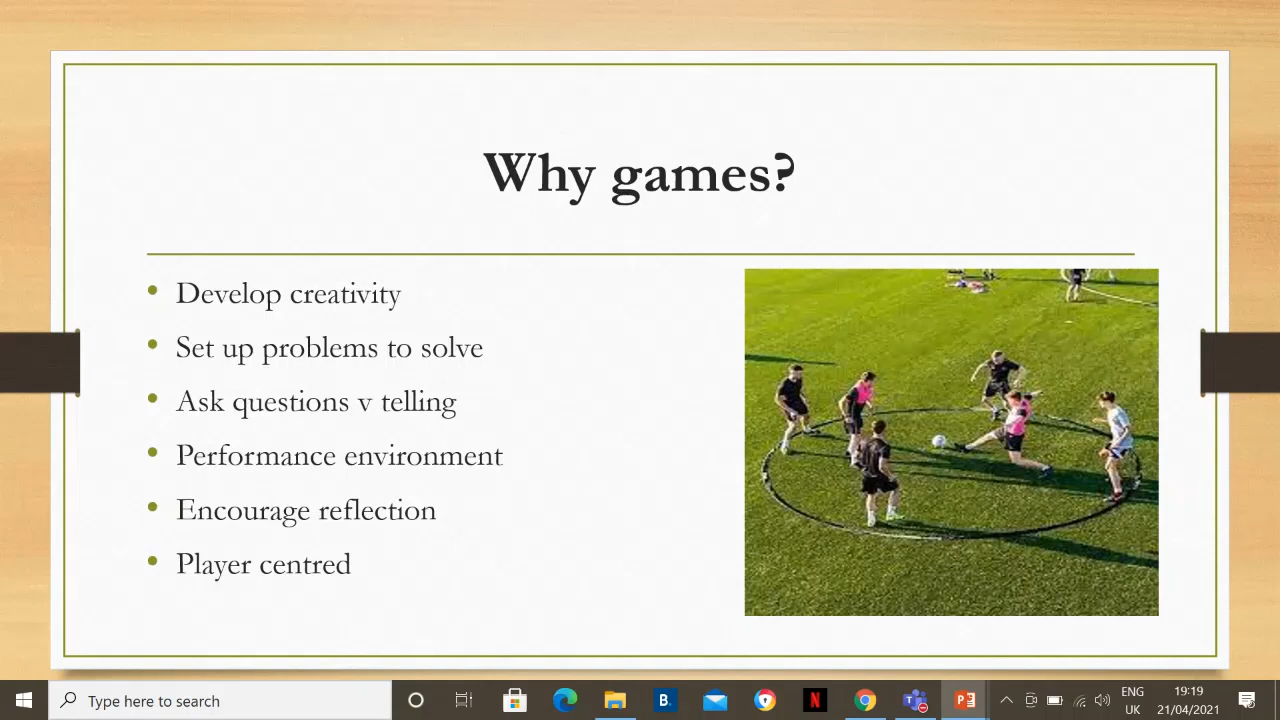 Why games?
Develop creativity
Set up problems to solve
Ask questions v telling
Performance environment
Encourage reflection
Player centred
Type here to search
B.
N
T
P
ENG
UK
19:19
21/04/2021